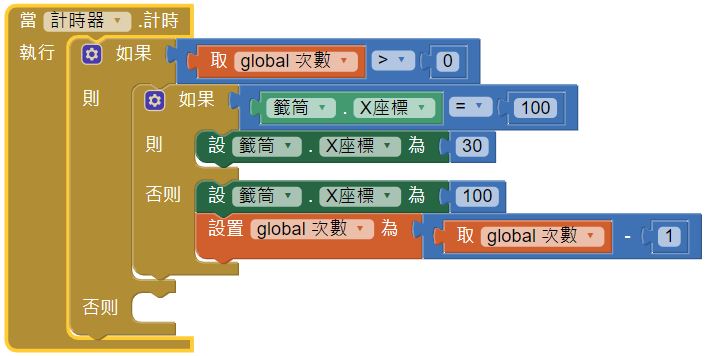 當 計時器 .計時
執行 如果 取 global 次數 > 0
則 如果 籤筒 . X座標 = 100
則 設 籤筒 . X座標 為 30
否则 設 籤筒 . X座標 為 100
設置 global 次數 為 取 global 次數 - 1
否则